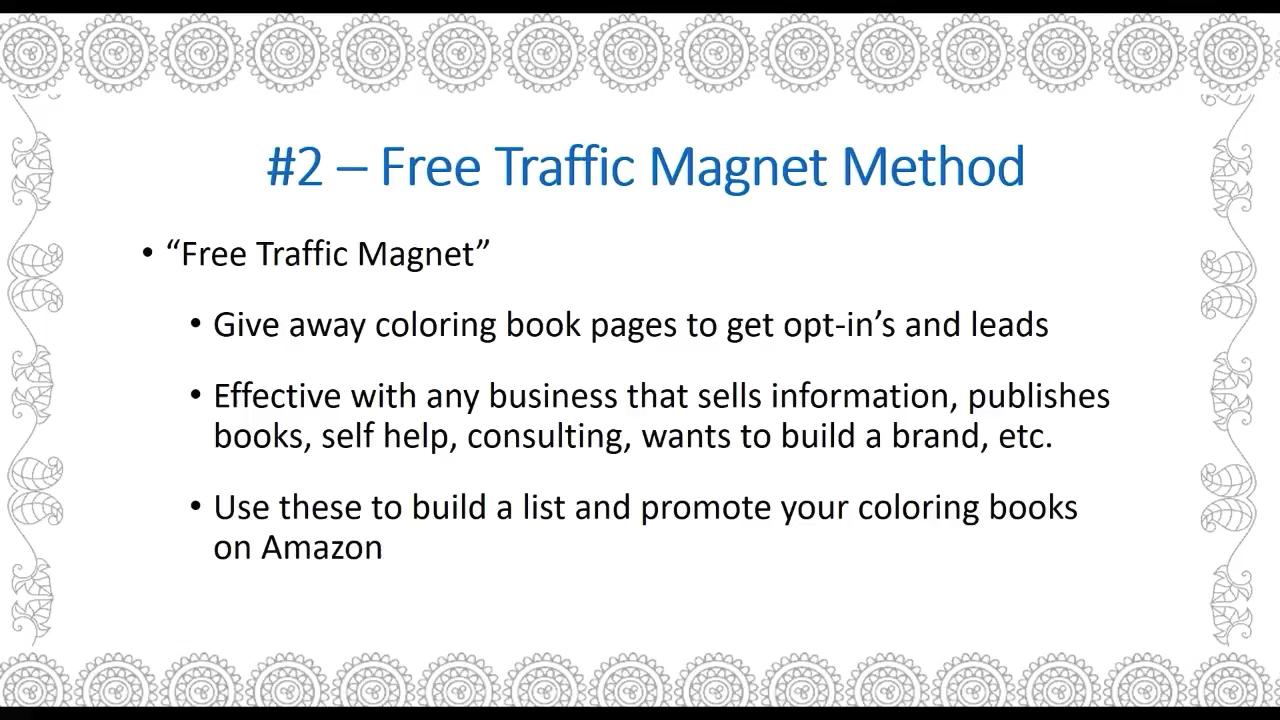 #2 – Free Traffic Magnet Method
• “Free Traffic Magnet”
• Give away coloring book pages to get opt-in’s and leads
• Effective with any business that sells information, publishes
books, self help, consulting, wants to build a brand, etc.
• Use these to build a list and promote your coloring books
on Amazon